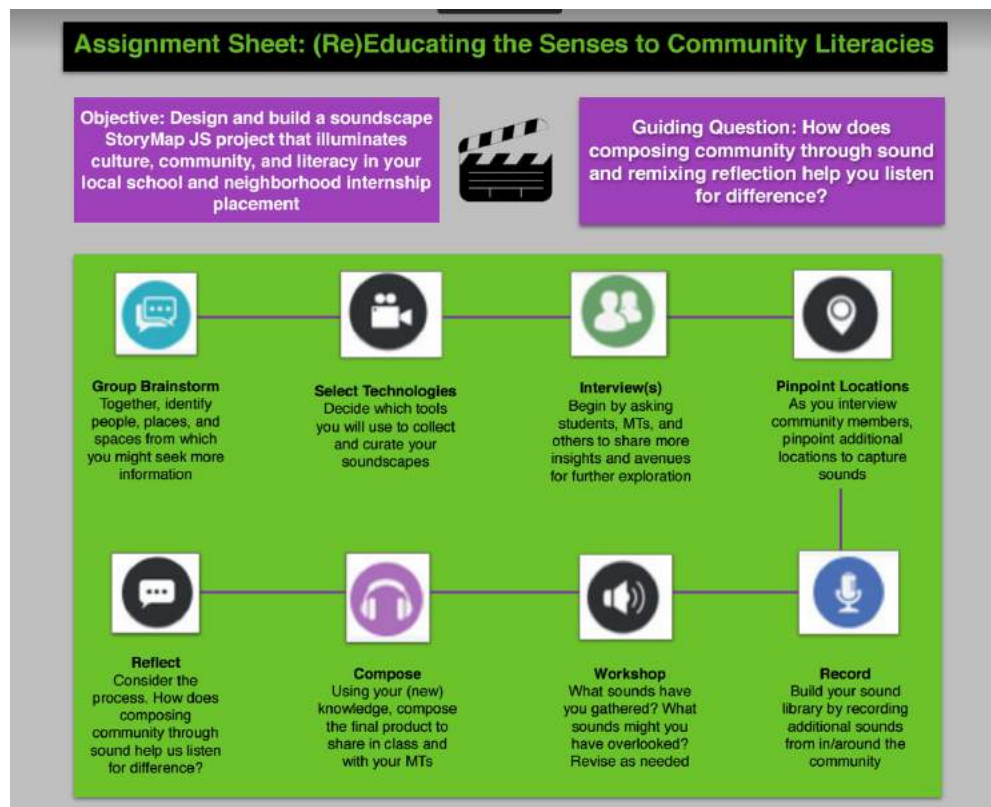 Assignment Sheet: (Re)Educating the Senses to Community Literacies
Objective: Design and build a soundscape
StoryMap JS project that illuminates
culture, community, and literacy in your
local school and neighborhood internship
placement
Guiding Question: How does
composing community through sound
and remixing reflection help you listen
for difference?
Group Brainstorm
Together, identify
people, places, and
spaces from which
you might seek more
information
Select Technologies
Decide which tools
you will use to collect
and curate your
soundscapes
Interview(s)
Begin by asking
students, MTs, and
others to share more
insights and avenues
for further exploration
Pinpoint Locations
As you interview
community members,
pinpoint additional
locations to capture
sounds
Record
Build your sound
library by recording
additional sounds
from in/around the
community
Workshop
What sounds have
you gathered? What
sounds might you
have overlooked?
Revise as needed
Compose
Using your (new)
knowledge, compose
the final product to
share in class and
with your MTs
Reflect
Consider the
process. How does
composing
community through
sound help us listen
for difference?